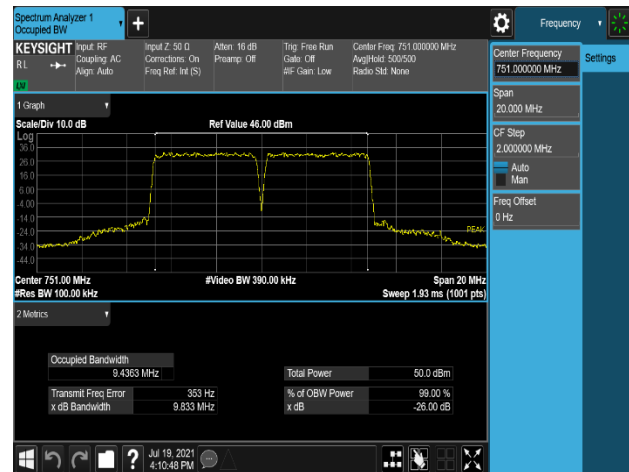 Spectrum Analyzer 1
Occupied BW
Frequency
KEYSIGHT
R L
LM
Input: RF
Coupling: AC
Align: Auto
Input Z: 50 Ω
Corrections: On
Freq Ref: Int (S)
Atten: 16 dB
Preamp: Off
Trig: Free Run
Gate: Off
#IF Gain: Low
Center Freq: 751.000000 MHz
Avg|Hold: 500/500
Radio Std: None
Center Frequency
751.000000 MHz
Settings
Span
20.000 MHz
CF Step
2.000000 MHz
Auto
Man
Freq Offset
0 Hz
1 Graph
Scale/Div 10.0 dB
Ref Value 46.00 dBm
Log
36.0
26.0
16.0
6.00
-4.00
-14.0
-24.0
-34.0
-44.0
PEAK
Center 751.00 MHz
#Video BW 390.00 kHz
Span 20 MHz
#Res BW 100.00 kHz
Sweep 1.93 ms (1001 pts)
2 Metrics
Occupied Bandwidth
9.4363 MHz
Total Power
50.0 dBm
Transmit Freq Error
353 Hz
% of OBW Power
99.00 %
x dB Bandwidth
9.833 MHz
x dB
-26.00 dB
?
Jul 19, 2021
4:10:48 PM